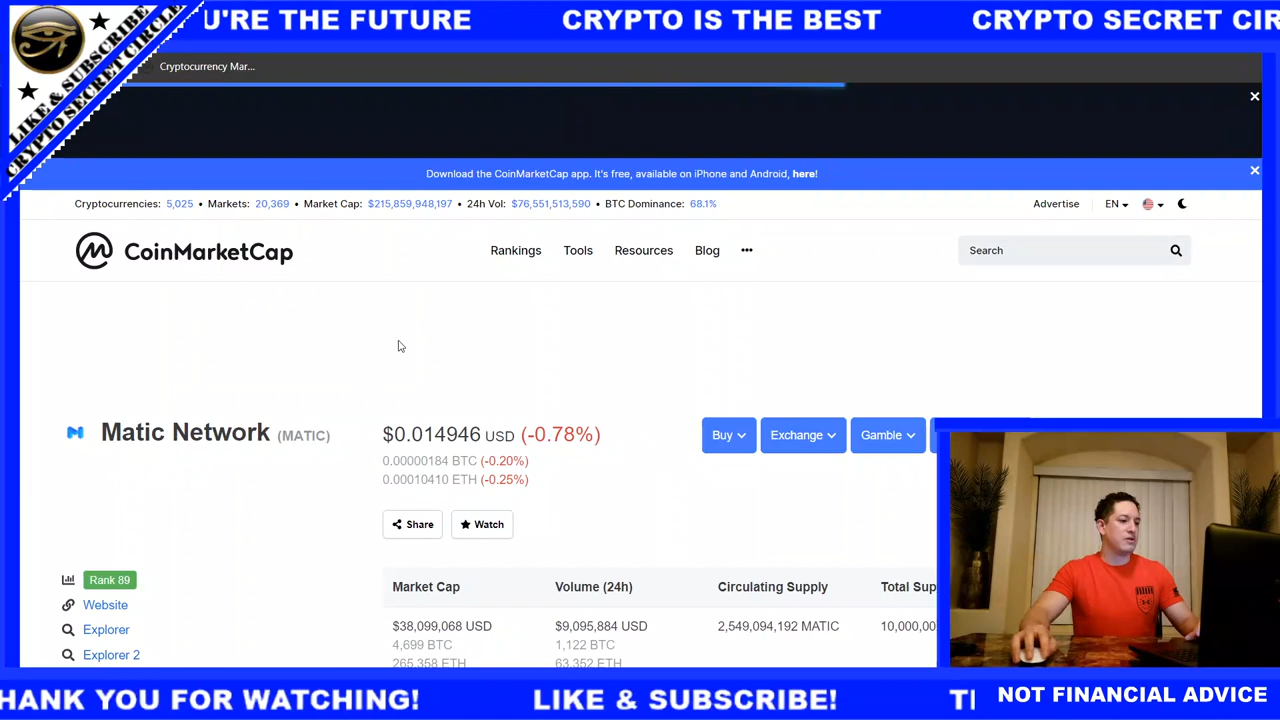 U'RE THE FUTURE
CRYPTO IS THE BEST
CRYPTO SECRET CIR
LIKE & SUBSCRIBE
CRYPTO SECRET CIRCLE
Cryptocurrency Mar...
Download the CoinMarketCap app. It's free, available on iPhone and Android, here!
Cryptocurrencies: 5,025 • Markets: 20,369 • Market Cap: $215,859,948,197 • 24h Vol: $76,551,513,590 • BTC Dominance: 68.1%
Advertise
EN
CoinMarketCap
Rankings
Tools
Resources
Blog
Search
Matic Network (MATIC)
$0.014946 USD (-0.78%)
0.00000184 BTC (-0.20%)
0.00010410 ETH (-0.25%)
Buy
Exchange
Gamble
Share
Watch
Rank 89
Website
Explorer
Explorer 2
Market Cap
Volume (24h)
Circulating Supply
Total Sup
$38,099,068 USD
$9,095,884 USD
2,549,094,192 MATIC
10,000,00
4,699 BTC
1,122 BTC
265,358 ETH
63,352 ETH
HANK YOU FOR WATCHING!
LIKE & SUBSCRIBE!
NOT FINANCIAL ADVICE